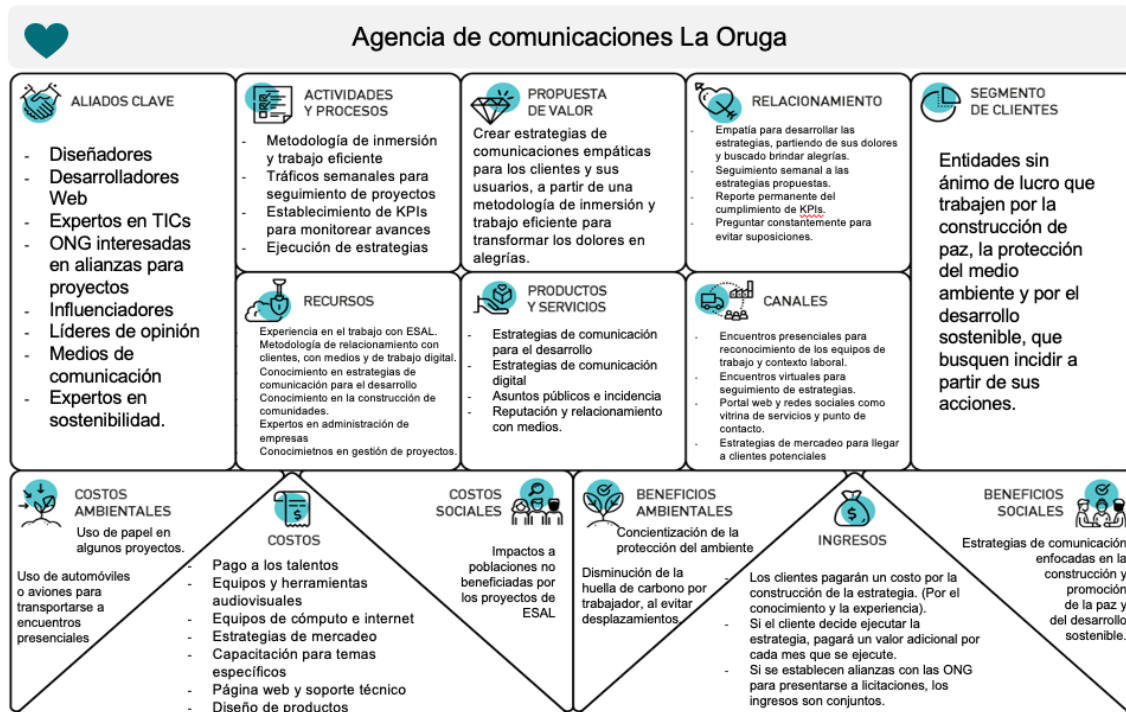 Agencia de comunicaciones La Oruga
ALIADOS CLAVE
- Diseñadores
- Desarrolladores
Web
- Expertos en TICs
- ONG interesadas
en alianzas para
proyectos
- Influenciadores
- Líderes de opinión
- Medios de
comunicación
- Expertos en
sostenibilidad.
ACTIVIDADES
Y PROCESOS
- Metodología de inmersión
y trabajo eficiente
- Tráficos semanales para
seguimiento de proyectos
- Establecimiento de KPIs
para monitorear avances
- Ejecución de estrategias
RECURSOS
- Experiencia en el trabajo con ESAL.
- Metodología de relacionamiento con
clientes, con medios y de trabajo digital.
- Conocimiento en estrategias de
comunicación para el desarrollo
- Conocimiento en la construcción de
comunidades.
- Expertos en administración de
empresas
- Conocimietnos en gestión de proyectos.
PROPUESTA
DE VALOR
Crear estrategias de
comunicaciones empáticas
para los clientes y sus
usuarios, a partir de una
metodología de inmersión y
trabajo eficiente para
transformar los dolores en
alegrías.
PRODUCTOS
Y SERVICIOS
- Estrategias de comunicación
para el desarrollo
- Estrategias de comunicación
digital
- Asuntos públicos e incidencia
- Reputación y relacionamiento
con medios.
RELACIONAMIENTO
- Empatía para desarrollar las
estrategias, partiendo de sus dolores
y buscado brindar alegrías.
- Seguimiento semanal a las
estrategias propuestas.
- Reporte permanente del
cumplimiento de KPIs.
- Preguntar constantemente para
evitar suposiciones.
CANALES
- Encuentros presenciales para
reconocimiento de los equipos de
trabajo y contexto laboral.
- Encuentros virtuales para
seguimiento de estrategias.
- Portal web y redes sociales como
vitrina de servicios y punto de
contacto.
- Estrategias de mercadeo para llegar
a clientes potenciales
SEGMENTO
DE CLIENTES
Entidades sin
ánimo de lucro que
trabajen por la
construcción de
paz, la protección
del medio
ambiente y por el
desarrollo
sostenible, que
busquen incidir a
partir de sus
acciones.
COSTOS
AMBIENTALES
Uso de papel en
algunos proyectos.
Uso de automóviles
o aviones para
transportarse a
encuentros
presenciales
COSTOS
- Pago a los talentos
- Equipos y herramientas
audiovisuales
- Equipos de cómputo e internet
- Estrategias de mercadeo
- Capacitación para temas
específicos
- Página web y soporte técnico
- Diseño de productos
COSTOS
SOCIALES
Impactos a
poblaciones no
beneficiadas por
los proyectos de
ESAL
BENEFICIOS
AMBIENTALES
Concientización de la
protección del ambiente
Disminución de la
huella de carbono por
trabajador, al evitar
desplazamientos.
INGRESOS
- Los clientes pagarán un costo por la
construcción de la estrategia. (Por el
conocimiento y la experiencia).
- Si el cliente decide ejecutar la
estrategia, pagará un valor adicional por
cada mes que se ejecute.
- Si se establecen alianzas con las ONG
para presentarse a licitaciones, los
ingresos son conjuntos.
BENEFICIOS
SOCIALES
Estrategias de comunicación
enfocadas en la
construcción y
promoción
de la paz y
del desarrollo
sostenible.